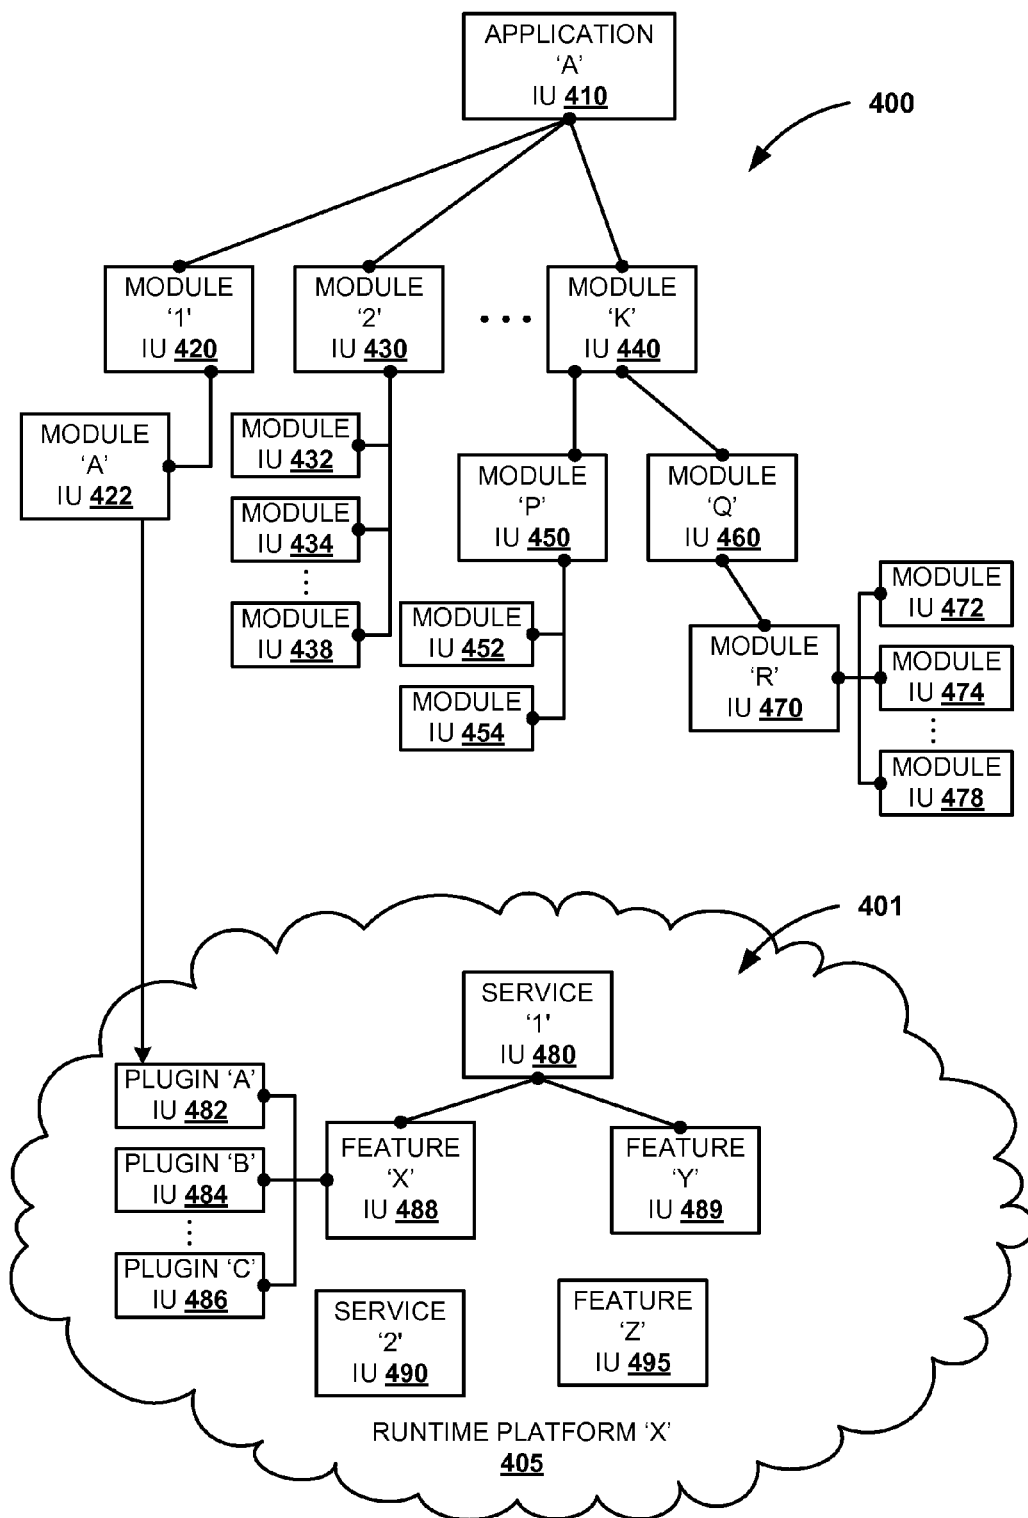 APPLICATION
‘A’
IU 410
400
MODULE
‘1'
IU 420
MODULE
‘2'
IU 430
• • •
MODULE
‘K’
IU 440
MODULE
‘A’
IU 422
MODULE
IU 432
MODULE
IU 434
MODULE
IU 438
MODULE
‘P’
IU 450
MODULE
‘Q’
IU 460
MODULE
IU 452
MODULE
IU 454
MODULE
‘R’
IU 470
MODULE
IU 472
MODULE
IU 474
MODULE
IU 478
401
SERVICE
‘1'
IU 480
PLUGIN ‘A’
IU 482
PLUGIN ‘B’
IU 484
PLUGIN ‘C’
IU 486
FEATURE
‘X’
IU 488
FEATURE
‘Y’
IU 489
SERVICE
‘2'
IU 490
FEATURE
‘Z’
IU 495
RUNTIME PLATFORM ‘X’
405